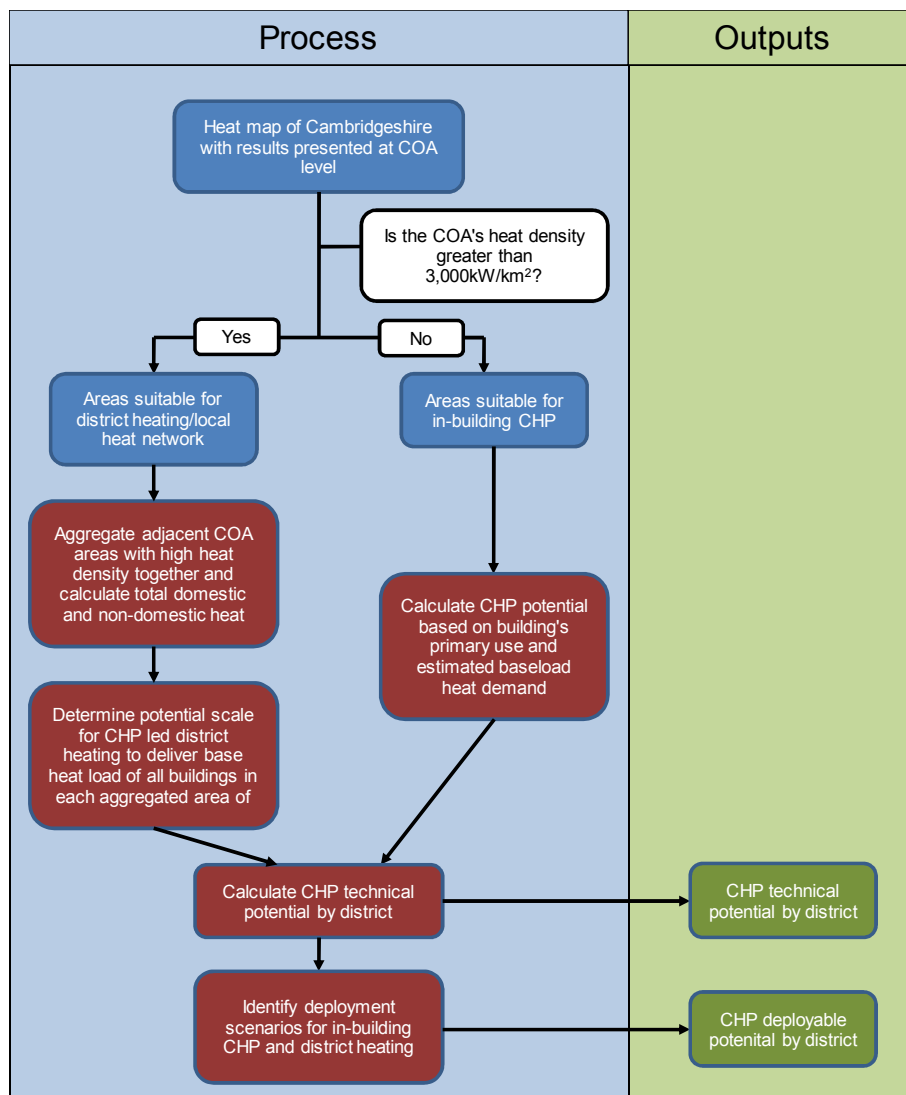 Process
Outputs
Heat map of Cambridgeshire
with results presented at COA
level
Is the COA's heat density
greater than
3,000kW/km²?
Yes
No
Areas suitable for
district heating/local
heat network
Areas suitable for
in-building CHP
Aggregate adjacent COA
areas with high heat
density together and
calculate total domestic
and non-domestic heat
Calculate CHP potential
based on building's
primary use and
estimated baseload
heat demand
Determine potential scale
for CHP led district
heating to deliver base
heat load of all buildings in
each aggregated area of
Calculate CHP technical
potential by district
CHP technical
potential by district
Identify deployment
scenarios for in-building
CHP and district heating
CHP deployable
potenital by district